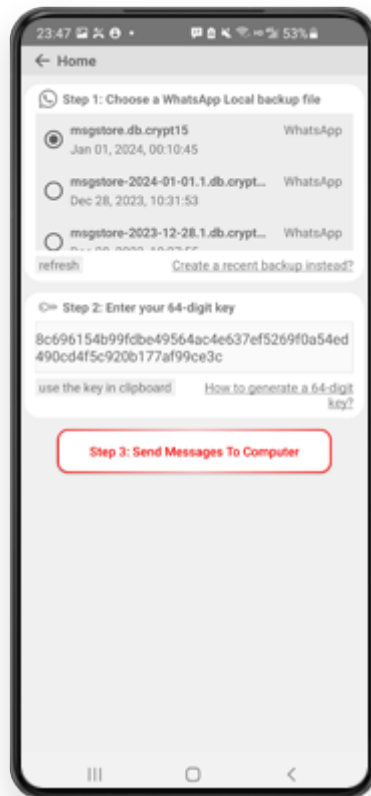 23:47 53%
← Home
Step 1: Choose a WhatsApp Local backup file
msgstore.db.crypt15 WhatsApp
Jan 01, 2024, 00:10:45
msgstore-2024-01-01.1.db.crypt... WhatsApp
Dec 28, 2023, 10:31:53
msgstore-2023-12-28.1.db.crypt... WhatsApp
refresh Create a recent backup instead?
Step 2: Enter your 64-digit key
8c696154b99fdbe49564ac4e637ef5269f0a54ed
490cd4f5c920b177af99ce3c
use the key in clipboard How to generate a 64-digit
key?
Step 3: Send Messages To Computer